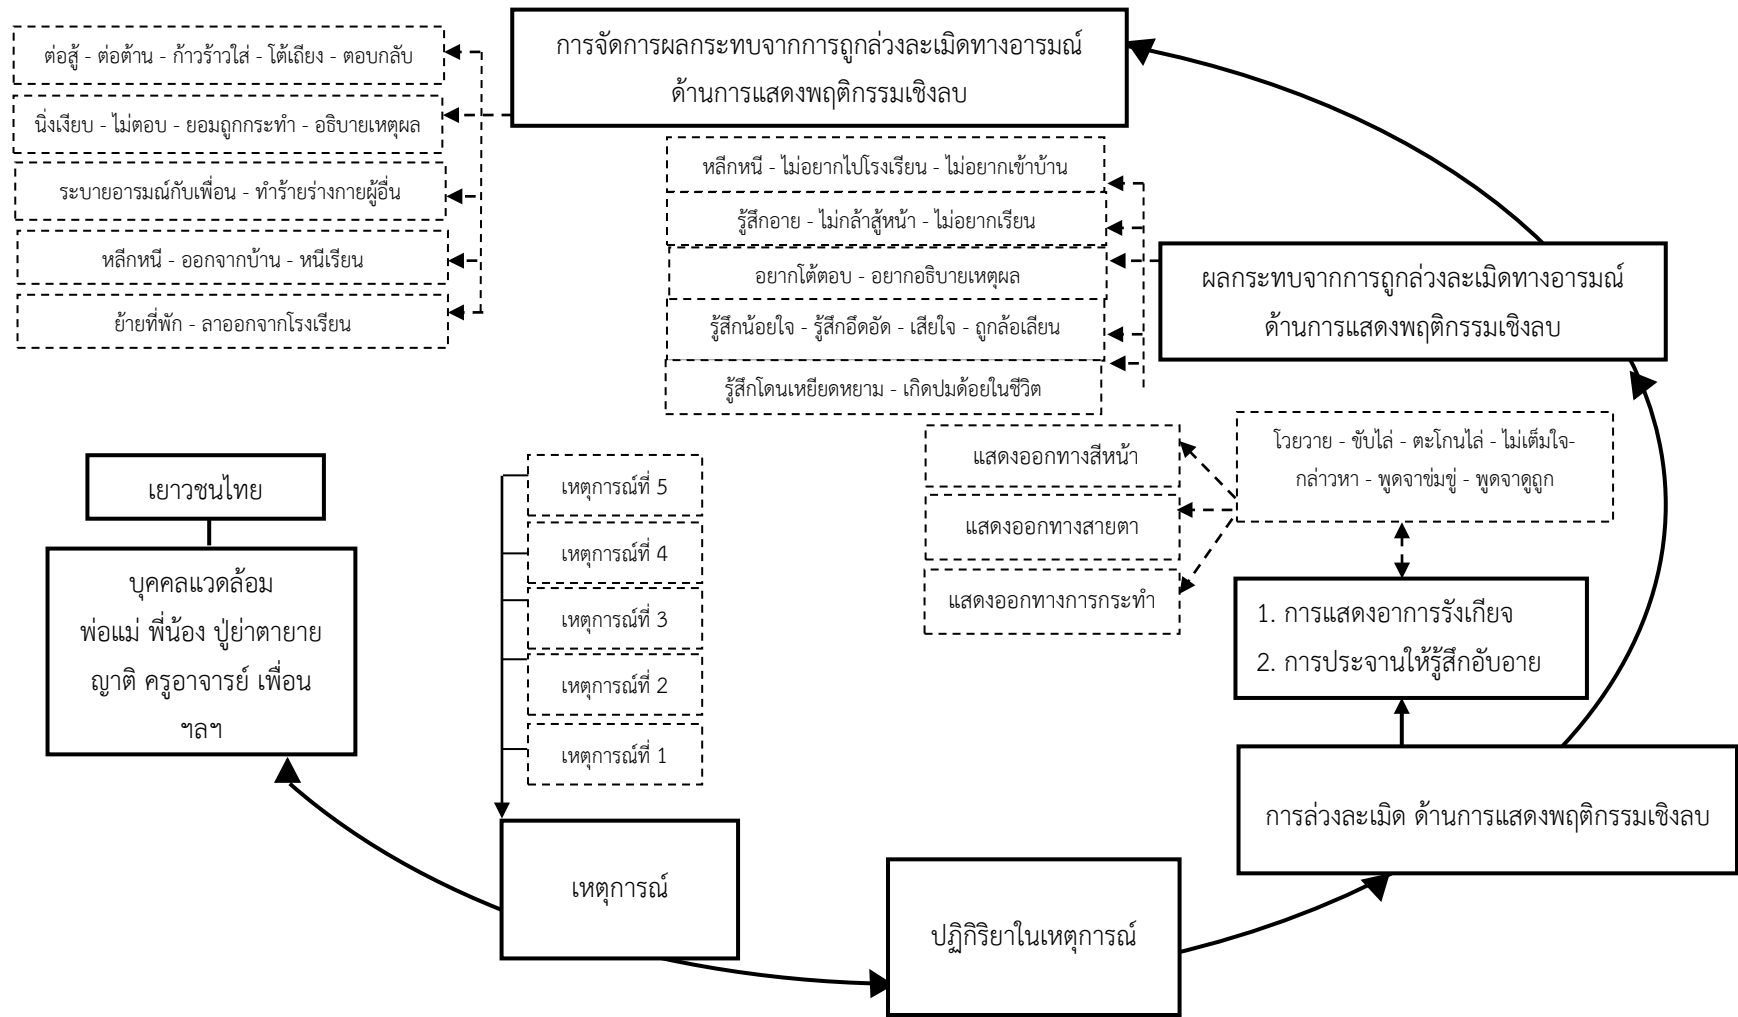 การจัดการผลกระทบจากการถูกล่วงละเมิดทางอารมณ์
ด้านการแสดงพฤติกรรมเชิงลบ
ต่อสู้ - ต่อต้าน - ก้าวร้าวใส่ - โต้เถียง - ตอบกลับ
นิ่งเงียบ - ไม่ตอบ - ยอมถูกกระทำ - อธิบายเหตุผล
ระบายอารมณ์กับเพื่อน - ทำร้ายร่างกายผู้อื่น
หลีกหนี - ออกจากบ้าน - หนีเรียน
ย้ายที่พัก - ลาออกจากโรงเรียน
หลีกหนี - ไม่อยากไปโรงเรียน - ไม่อยากเข้าบ้าน
รู้สึกอาย - ไม่กล้าสู้หน้า - ไม่อยากเรียน
อยากโต้ตอบ - อยากอธิบายเหตุผล
รู้สึกน้อยใจ - รู้สึกอึดอัด - เสียใจ - ถูกล้อเลียน
รู้สึกโดนเหยียดหยาม - เกิดปมด้อยในชีวิต
ผลกระทบจากการถูกล่วงละเมิดทางอารมณ์
ด้านการแสดงพฤติกรรมเชิงลบ
เยาวชนไทย
บุคคลแวดล้อม
พ่อแม่ พี่น้อง ปู่ย่าตายาย
ญาติ ครูอาจารย์ เพื่อน
ฯลฯ
เหตุการณ์ที่ 5
เหตุการณ์ที่ 4
เหตุการณ์ที่ 3
เหตุการณ์ที่ 2
เหตุการณ์ที่ 1
แสดงออกทางสีหน้า
แสดงออกทางสายตา
แสดงออกทางการกระทำ
โวยวาย - ขับไล่ - ตะโกนไล่ - ไม่เต็มใจ-
กล่าวหา - พูดจาข่มขู่ - พูดจาดูถูก
1. การแสดงอาการรังเกียจ
2. การประจานให้รู้สึกอับอาย
การล่วงละเมิด ด้านการแสดงพฤติกรรมเชิงลบ
เหตุการณ์
ปฏิกิริยาในเหตุการณ์